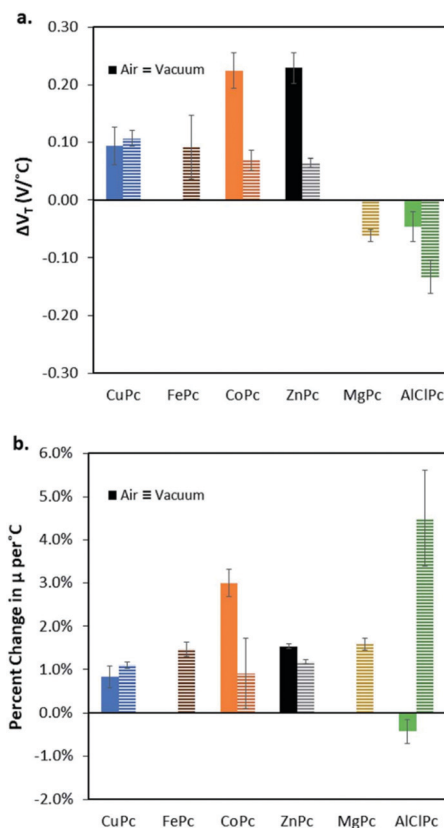 a.
0.30
Air Vacuum
0.20
0.10
0.00
-0.10
-0.20
-0.30
ΔV_T (V/°C)
CuPc FePc CoPc ZnPc MgPc AlClPc
b.
6.0%
Air Vacuum
5.0%
4.0%
3.0%
2.0%
1.0%
0.0%
-1.0%
-2.0%
Percent Change in μ per°C
CuPc FePc CoPc ZnPc MgPc AlClPc